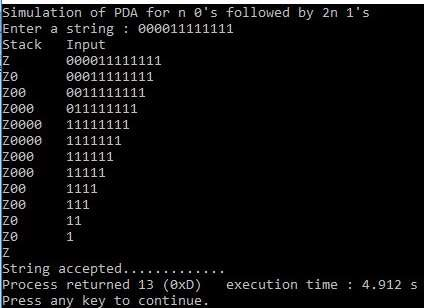 Simulation of PDA for n 0's followed by 2n 1's
Enter a string : 000011111111
Stack   Input
Z       000011111111
Z0      00011111111
Z00     0011111111
Z000    011111111
Z0000   11111111
Z0000   1111111
Z000    111111
Z000    11111
Z00     1111
Z00     111
Z0      11
Z0      1
Z
String accepted.............
Process returned 13 (0xD)   execution time : 4.912 s
Press any key to continue.